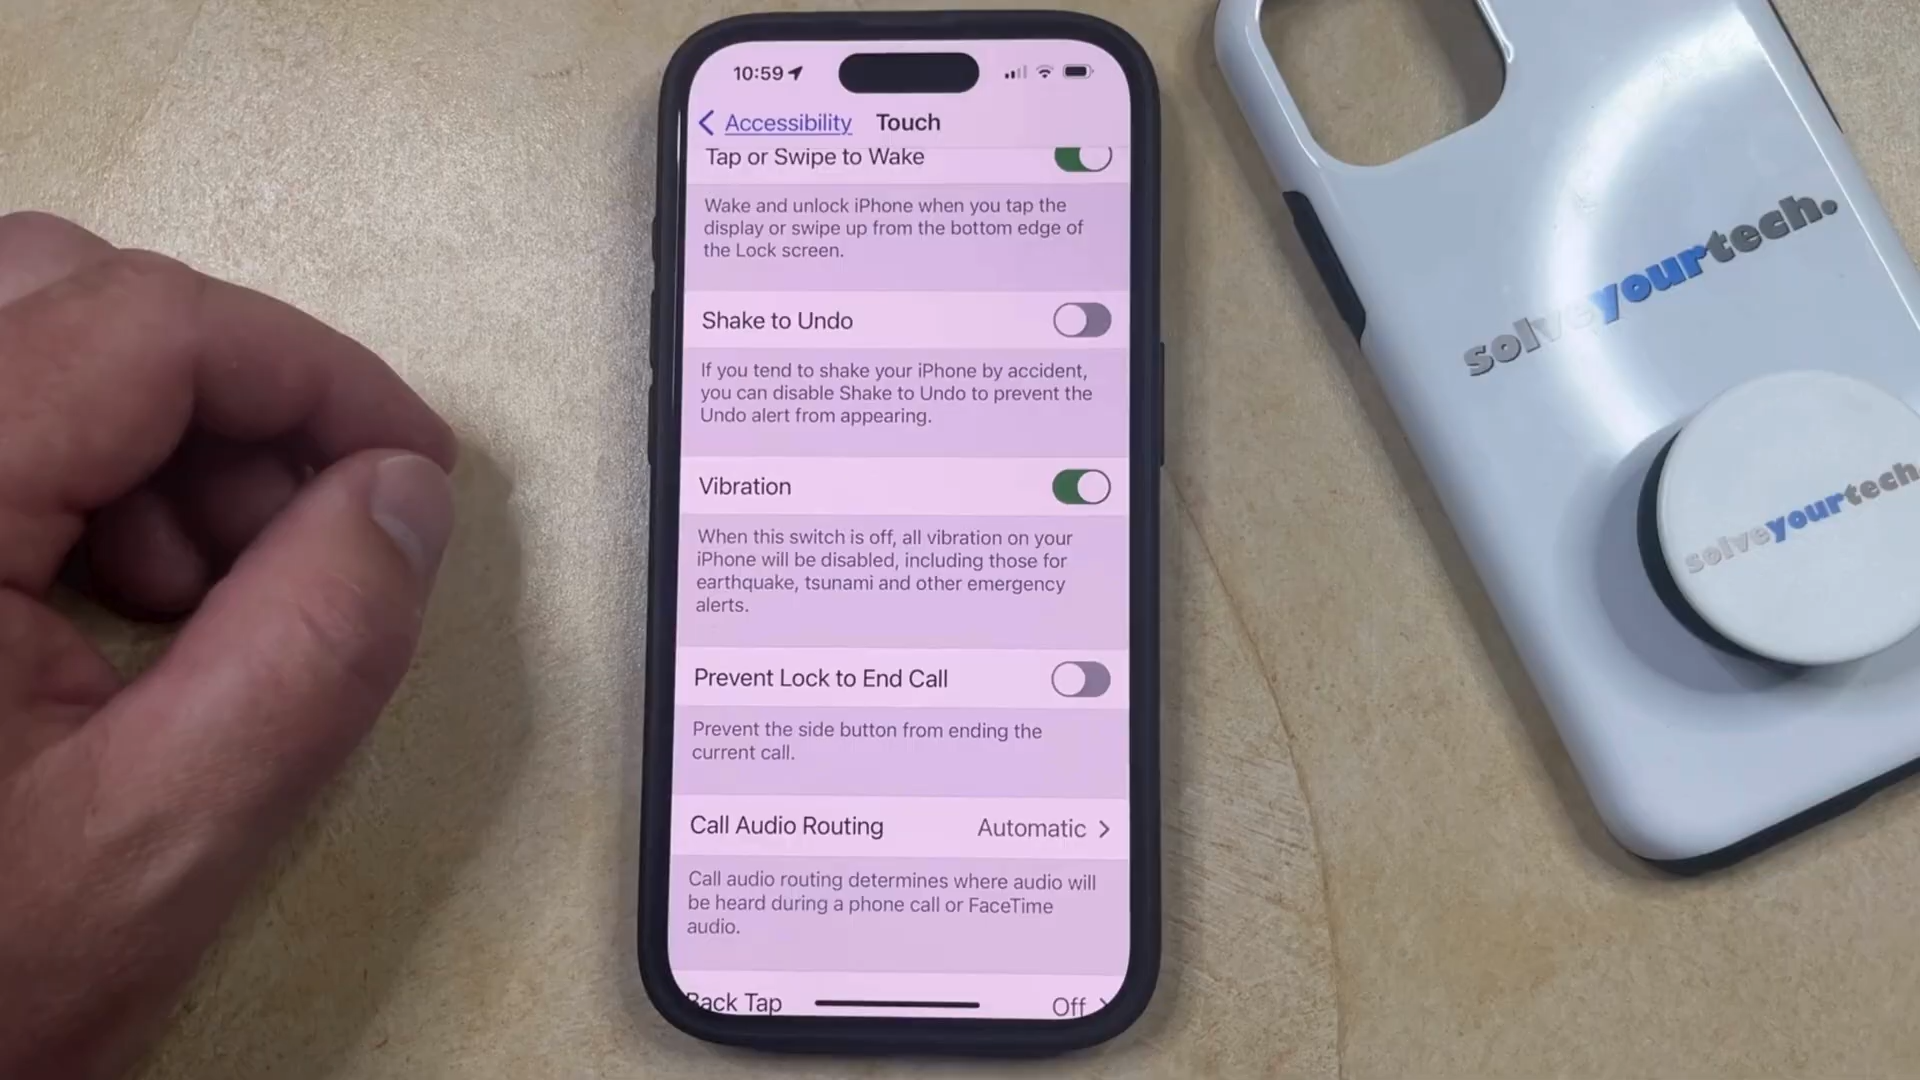 10:59
Accessibility Touch
Tap or Swipe to Wake
Wake and unlock iPhone when you tap the
display or swipe up from the bottom edge of
the Lock screen.
Shake to Undo
If you tend to shake your iPhone by accident,
you can disable Shake to Undo to prevent the
Undo alert from appearing.
Vibration
When this switch is off, all vibration on your
iPhone will be disabled, including those for
earthquake, tsunami and other emergency
alerts.
Prevent Lock to End Call
Prevent the side button from ending the
current call.
Call Audio Routing Automatic
Call audio routing determines where audio will
be heard during a phone call or FaceTime
audio.
Back Tap Off
solveyourtech.
solveyourtech